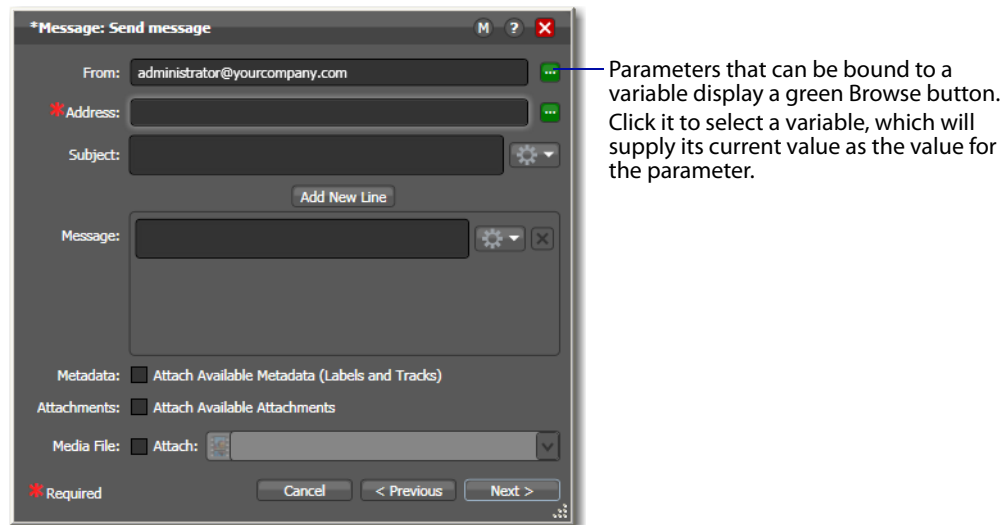 *Message: Send message
M ? X
From: administrator@yourcompany.com ...
*Address: ...
Subject:
Add New Line
Message:
Metadata: Attach Available Metadata (Labels and Tracks)
Attachments: Attach Available Attachments
Media File: Attach:
*Required
Cancel < Previous Next >
Parameters that can be bound to a
variable display a green Browse button.
Click it to select a variable, which will
supply its current value as the value for
the parameter.